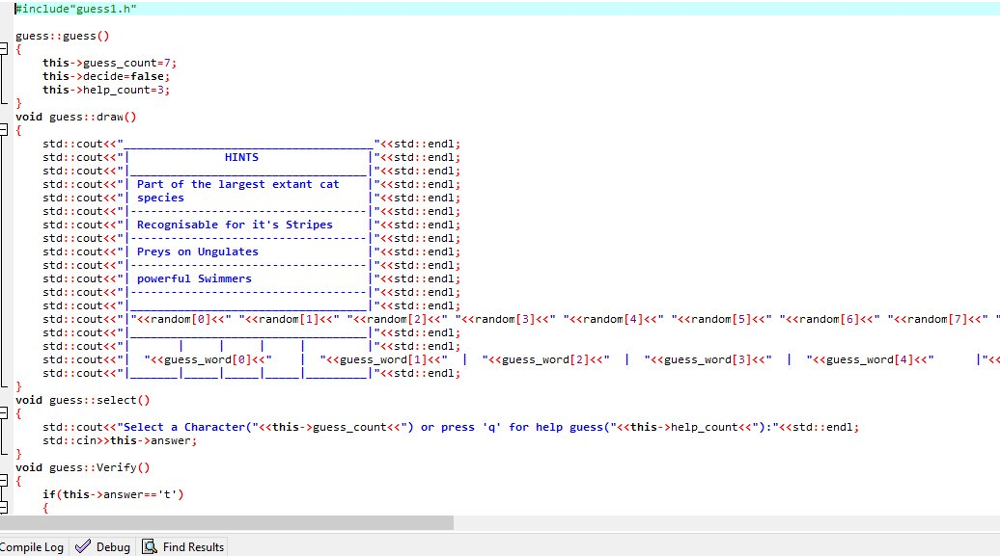 #include"guess1.h"
guess::guess()
{
    this->guess_count=7;
    this->decide=false;
    this->help_count=3;
}
void guess::draw()
{
    std::cout<<"____________________________________"<<std::endl;
    std::cout<<"|              HINTS                |"<<std::endl;
    std::cout<<"|___________________________________|"<<std::endl;
    std::cout<<"| Part of the largest extant cat    |"<<std::endl;
    std::cout<<"| species                           |"<<std::endl;
    std::cout<<"|-----------------------------------|"<<std::endl;
    std::cout<<"| Recognisable for it's Stripes     |"<<std::endl;
    std::cout<<"|-----------------------------------|"<<std::endl;
    std::cout<<"| Preys on Ungulates                |"<<std::endl;
    std::cout<<"|-----------------------------------|"<<std::endl;
    std::cout<<"| powerful Swimmers                 |"<<std::endl;
    std::cout<<"|-----------------------------------|"<<std::endl;
    std::cout<<"|___________________________________|"<<std::endl;
    std::cout<<"|"<<random[0]<<" "<<random[1]<<" "<<random[2]<<" "<<random[3]<<" "<<random[4]<<" "<<random[5]<<" "<<random[6]<<" "<<random[7]<<" "
    std::cout<<"|___________________________________|"<<std::endl;
    std::cout<<"|       |     |     |     |         |"<<std::endl;
    std::cout<<"|  "<<guess_word[0]<<"    |  "<<guess_word[1]<<"  |  "<<guess_word[2]<<"  |  "<<guess_word[3]<<"  |  "<<guess_word[4]<<"      |"<<
    std::cout<<"|_______|_____|_____|_____|_________|"<<std::endl;
}
void guess::select()
{
    std::cout<<"Select a Character("<<this->guess_count<<") or press 'q' for help guess("<<this->help_count<<"):"<<std::endl;
    std::cin>>this->answer;
}
void guess::Verify()
{
    if(this->answer=='t')
    {
Compile Log Debug Find Results